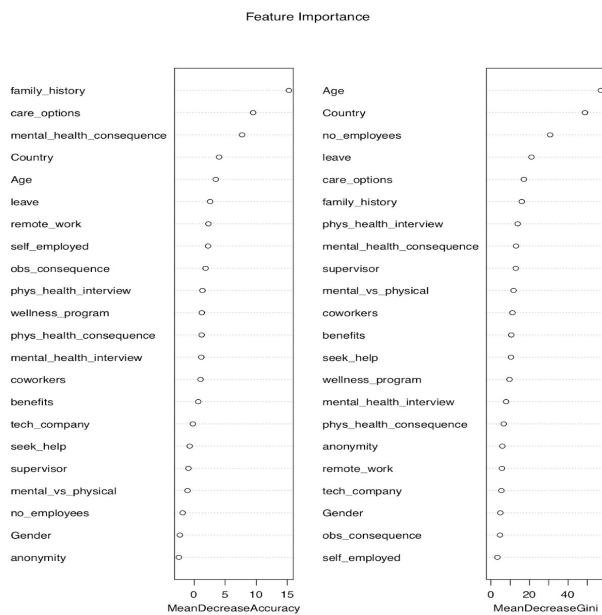 Feature Importance
family_history
care_options
mental_health_consequence
Country
Age
leave
remote_work
self_employed
obs_consequence
phys_health_interview
wellness_program
phys_health_consequence
mental_health_interview
coworkers
benefits
tech_company
seek_help
supervisor
mental_vs_physical
no_employees
Gender
anonymity
0 5 10 15
MeanDecreaseAccuracy
Age
Country
no_employees
leave
care_options
family_history
phys_health_interview
mental_health_consequence
supervisor
mental_vs_physical
coworkers
benefits
seek_help
wellness_program
mental_health_interview
phys_health_consequence
anonymity
remote_work
tech_company
Gender
obs_consequence
self_employed
0 20 40
MeanDecreaseGini